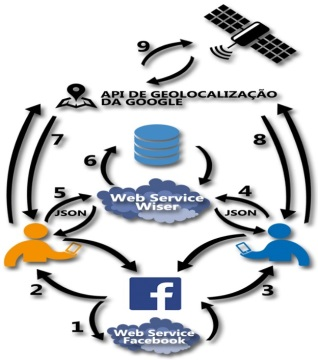 9
API DE GEOLOCALIZAÇÃO
DA GOOGLE
7
8
6
5
4
JSON
Web Service
Wiser
JSON
2
3
f
1
Web Service
Facebook